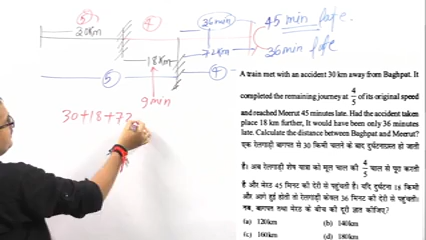 ⑤ ④ 36min 45 min late.
30Km
18Km 72Km 36min late
⑤ ④
9min
30+18+72
A train met with an accident 30 km away from Baghpat. It
completed the remaining journey at 4/5 of its original speed
and reached Meerut 45 minutes late. Had the accident taken
place 18 km further, It would have been only 36 minutes
late. Calculate the distance between Baghpat and Meerut?
एक रेलगाड़ी बागपत से 30 किमी चलने के बाद दुर्घटनाग्रस्त हो जाती
है। अब रेलगाड़ी शेष यात्रा को मूल चाल की 4/5 से पूरा करती
है और मेरठ 45 मिनट की देरी से पहुंचती है। यदि दुर्घटना 18 किमी
और आगे हुई होती तो रेलगाड़ी केवल 36 मिनट की देरी से पहुंचती।
तब, बागपत तथा मेरठ के बीच की दूरी ज्ञात कीजिए?
(a) 120km (b) 140km
(c) 160km (d) 180km